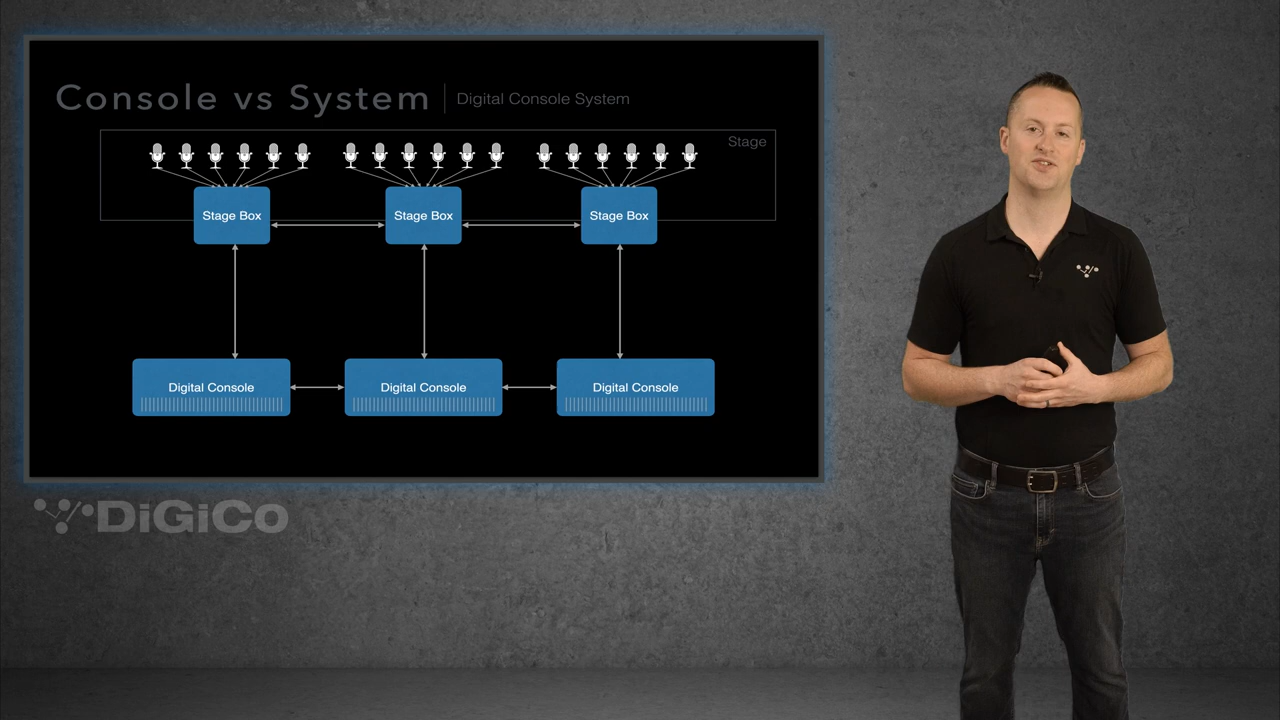 Console vs System
Digital Console System
Stage
Stage Box
Stage Box
Stage Box
Digital Console
Digital Console
Digital Console
DiGiCo